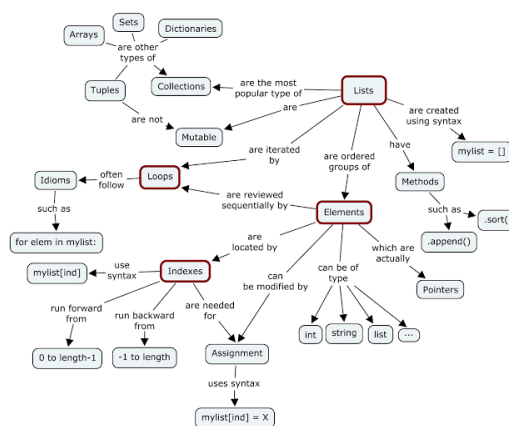 Sets
Arrays
Dictionaries
are other
types of
Tuples
Collections
are the most
popular type of
Lists
are
are not
Mutable
are created
using syntax
mylist = []
are iterated
by
are ordered
groups of
have
Idioms
often
follow
Loops
Methods
are reviewed
sequentially by
such as
Elements
such as
.sort(
.append()
for elem in mylist:
are
located by
which are
actually
mylist[ind]
use
syntax
Indexes
can
be modified by
can be of
type
Pointers
run forward
from
run backward
from
are needed
for
int
string
list
...
0 to length-1
-1 to length
Assignment
uses syntax
mylist[ind] = X